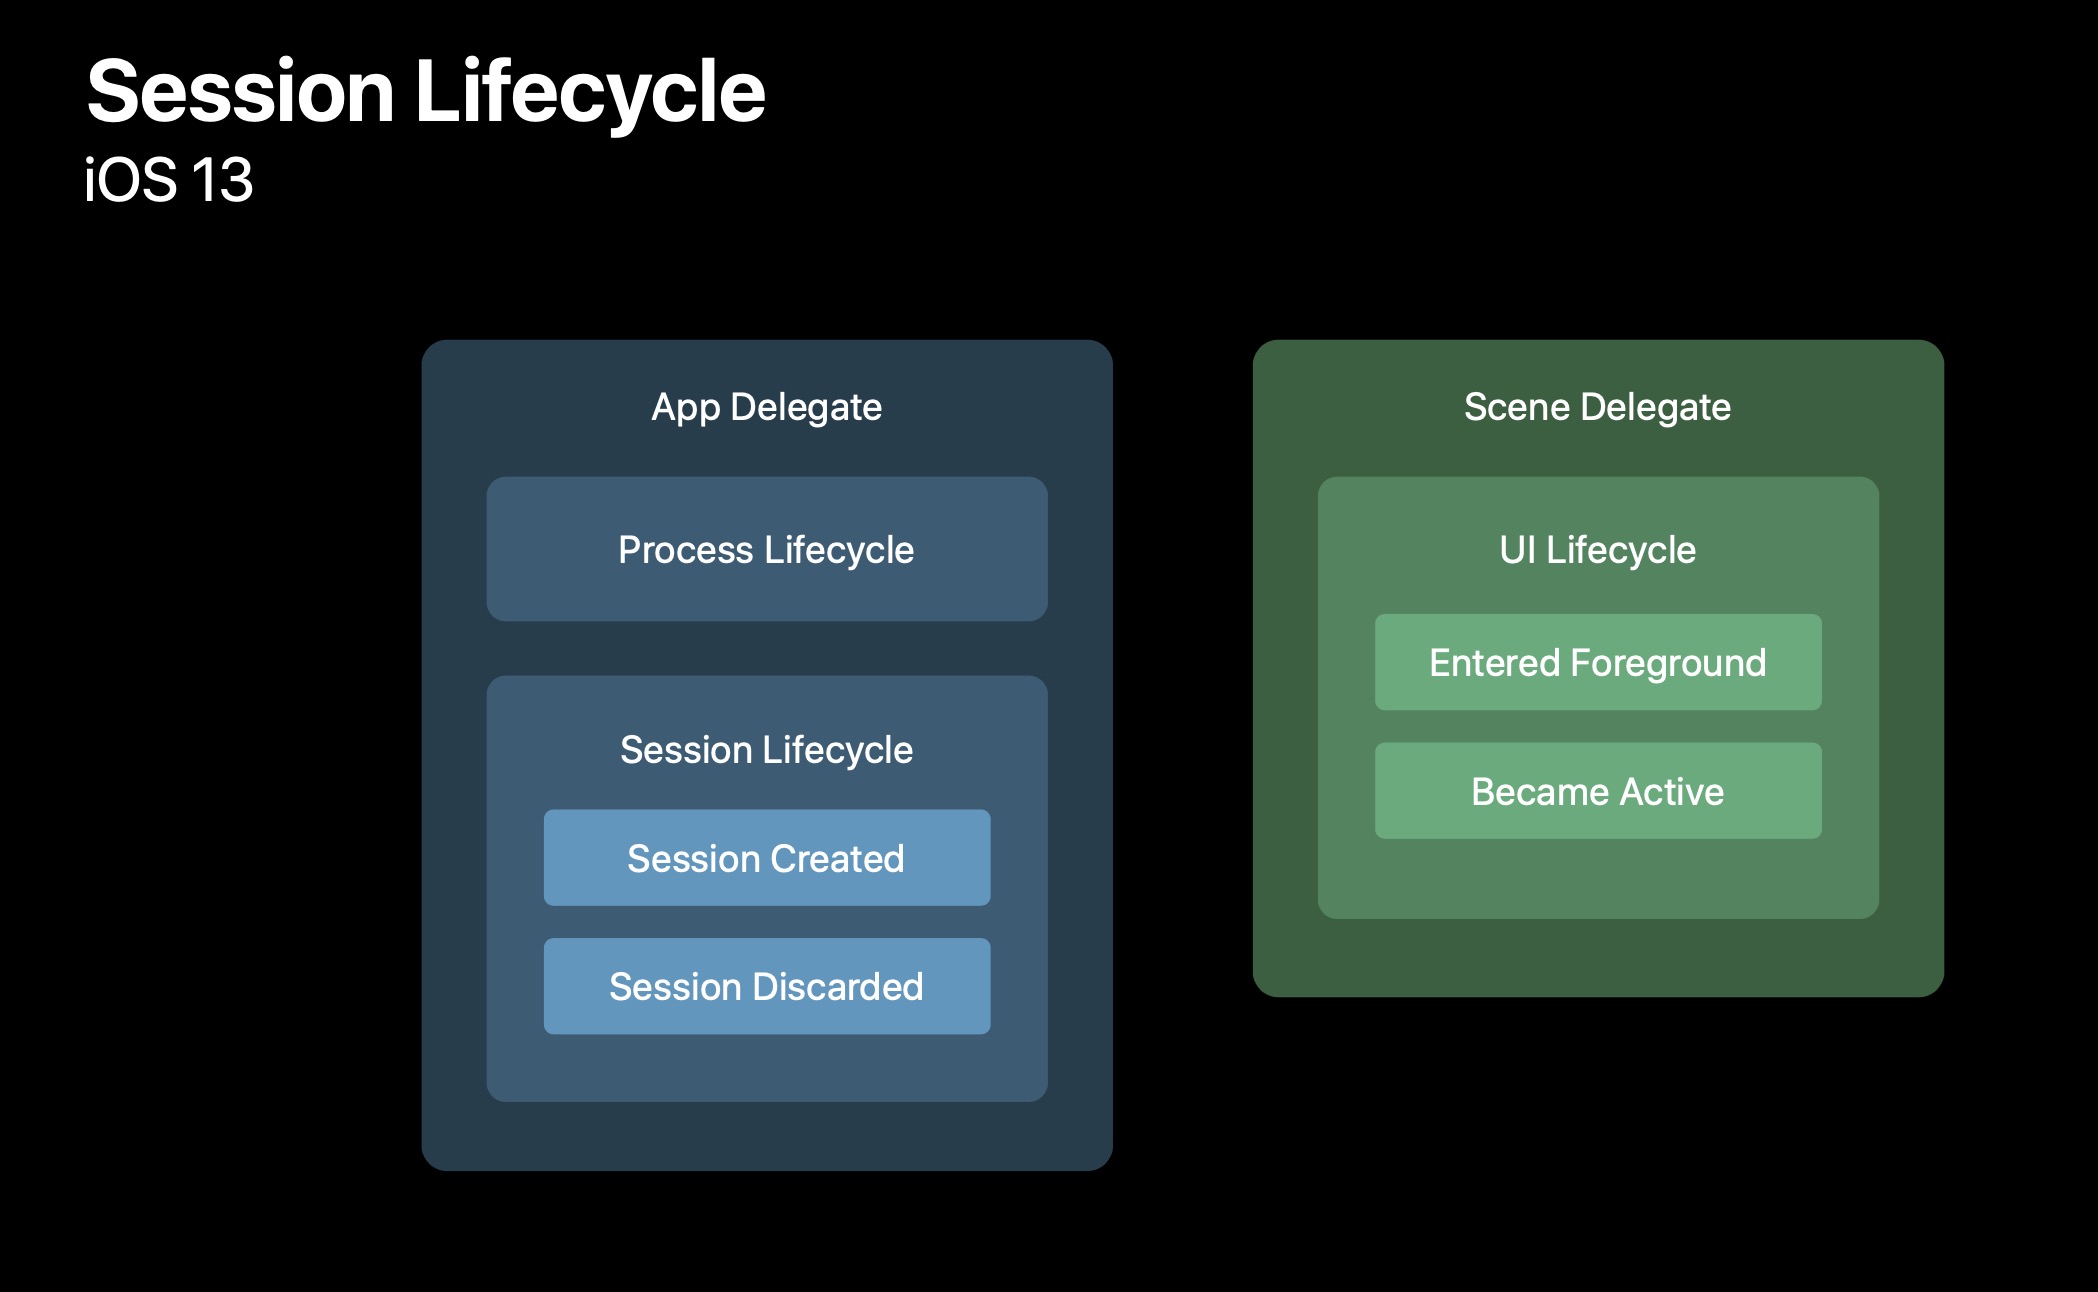 Session Lifecycle
iOS 13
App Delegate
Process Lifecycle
Session Lifecycle
Session Created
Session Discarded
Scene Delegate
UI Lifecycle
Entered Foreground
Became Active